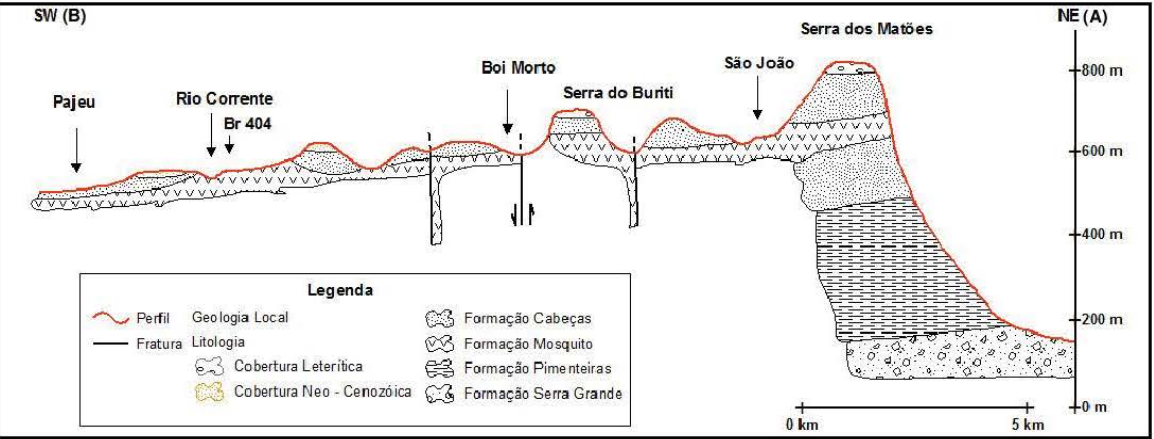 SW (B)
NE (A)
Serra dos Matões
800 m
Boi Morto
São João
Serra do Buriti
Pajeu
Rio Corrente
Br 404
600 m
400 m
200 m
0 m
0 km
5 km
Legenda
Perfil
Fratura
Geologia Local
Litologia
Cobertura Leterítica
Cobertura Neo - Cenozóica
Formação Cabeças
Formação Mosquito
Formação Pimenteiras
Formação Serra Grande